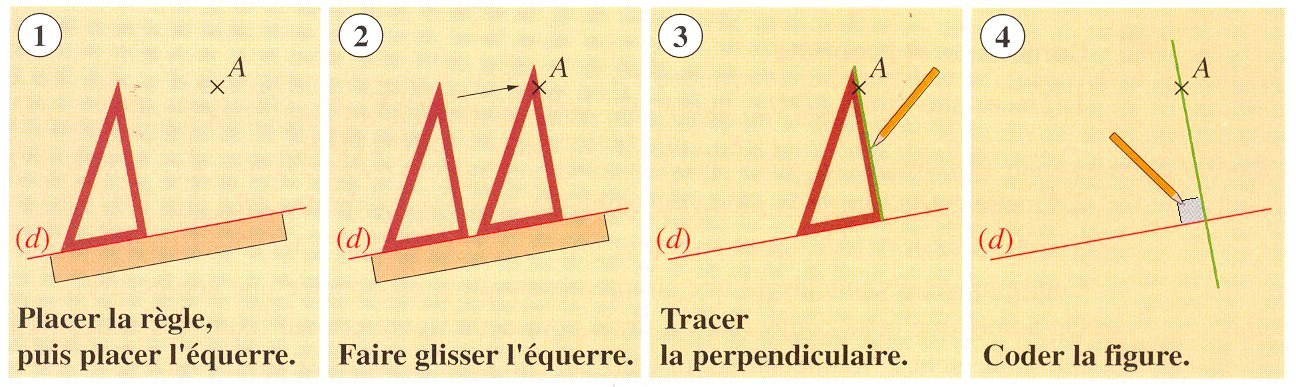 1
A
(d)
Placer la règle,
puis placer l'équerre.
2
A
(d)
Faire glisser l'équerre.
3
A
(d)
Tracer
la perpendiculaire.
4
A
(d)
Coder la figure.